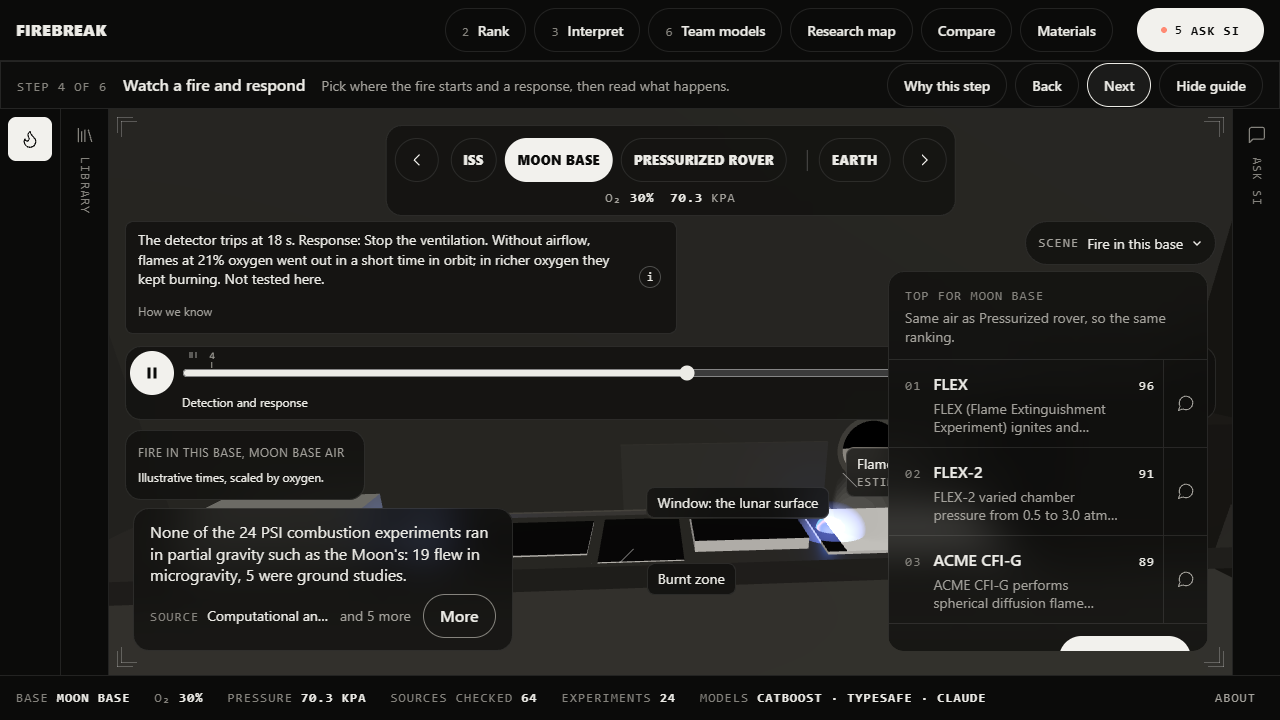 FIREBREAK
2 Rank
3 Interpret
6 Team models
Research map
Compare
Materials
5 ASK SI
STEP 4 OF 6
Watch a fire and respond
Pick where the fire starts and a response, then read what happens.
Why this step
Back
Next
Hide guide
LIBRARY
ASK SI
ISS
MOON BASE
PRESSURIZED ROVER
EARTH
O₂ 30% 70.3 KPA
The detector trips at 18 s. Response: Stop the ventilation. Without airflow,
flames at 21% oxygen went out in a short time in orbit; in richer oxygen they
kept burning. Not tested here.
How we know
i
SCENE Fire in this base
TOP FOR MOON BASE
Same air as Pressurized rover, so the same
ranking.
01 FLEX 96
FLEX (Flame Extinguishment
Experiment) ignites and...
02 FLEX-2 91
FLEX-2 varied chamber
pressure from 0.5 to 3.0 atm...
03 ACME CFI-G 89
ACME CFI-G performs
spherical diffusion flame...
4
Detection and response
FIRE IN THIS BASE, MOON BASE AIR
Illustrative times, scaled by oxygen.
Window: the lunar surface
Burnt zone
None of the 24 PSI combustion experiments ran
in partial gravity such as the Moon's: 19 flew in
microgravity, 5 were ground studies.
SOURCE Computational an... and 5 more
More
BASE MOON BASE
O₂ 30%
PRESSURE 70.3 KPA
SOURCES CHECKED 64
EXPERIMENTS 24
MODELS CATBOOST · TYPESAFE · CLAUDE
ABOUT